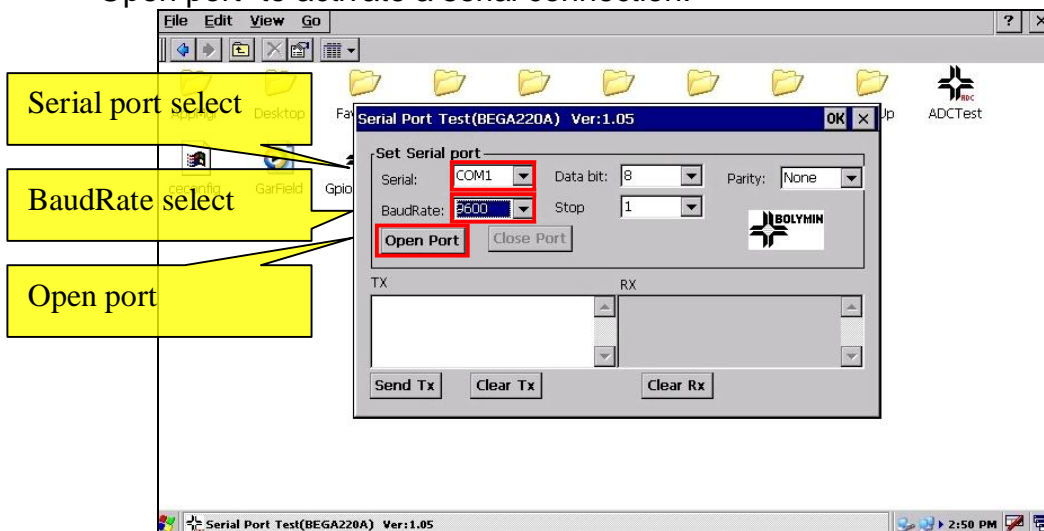 "Open port" to activate a serial connection.
File Edit View Go
?
Serial port select
BaudRate select
Open port
Desktop
ADCTest
ceconfig
GarField
Serial Port Test(BEGA220A) Ver:1.05
OK
Set Serial port
Serial: COM1 Data bit: 8 Parity: None
BaudRate: 9600 Stop 1
BOLYMIN
Open Port Close Port
TX RX
Send Tx Clear Tx Clear Rx
Serial Port Test(BEGA220A) Ver:1.05
2:50 PM